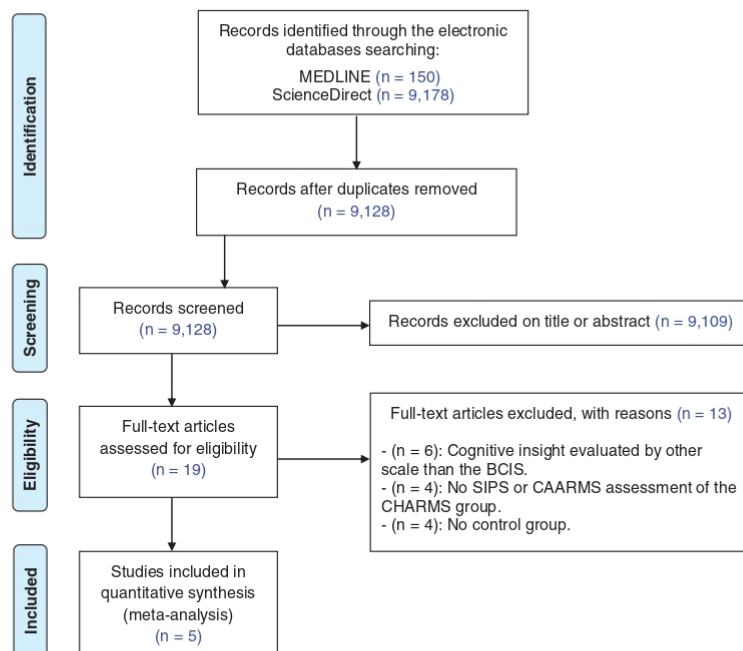 Identification
Records identified through the electronic
databases searching:
MEDLINE (n = 150)
ScienceDirect (n = 9,178)
Records after duplicates removed
(n = 9,128)
Screening
Records screened
(n = 9,128)
Records excluded on title or abstract (n = 9,109)
Eligibility
Full-text articles
assessed for eligibility
(n = 19)
Full-text articles excluded, with reasons (n = 13)
- (n = 6): Cognitive insight evaluated by other
scale than the BCIS.
- (n = 4): No SIPS or CAARMS assessment of the
CHARMS group.
- (n = 4): No control group.
Included
Studies included in
quantitative synthesis
(meta-analysis)
(n = 5)